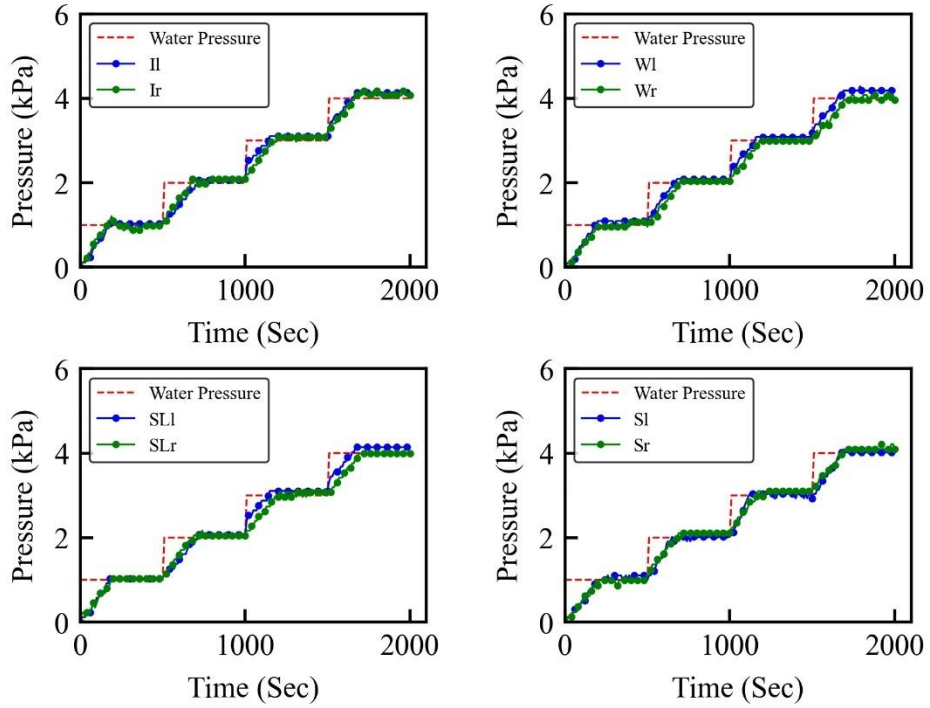 6
Water Pressure
Il
Ir
4
2
0
Pressure (kPa)
0 1000 2000
Time (Sec)
6
Water Pressure
Wl
Wr
4
2
0
Pressure (kPa)
0 1000 2000
Time (Sec)
6
Water Pressure
SLl
SLr
4
2
0
Pressure (kPa)
0 1000 2000
Time (Sec)
6
Water Pressure
Sl
Sr
4
2
0
Pressure (kPa)
0 1000 2000
Time (Sec)